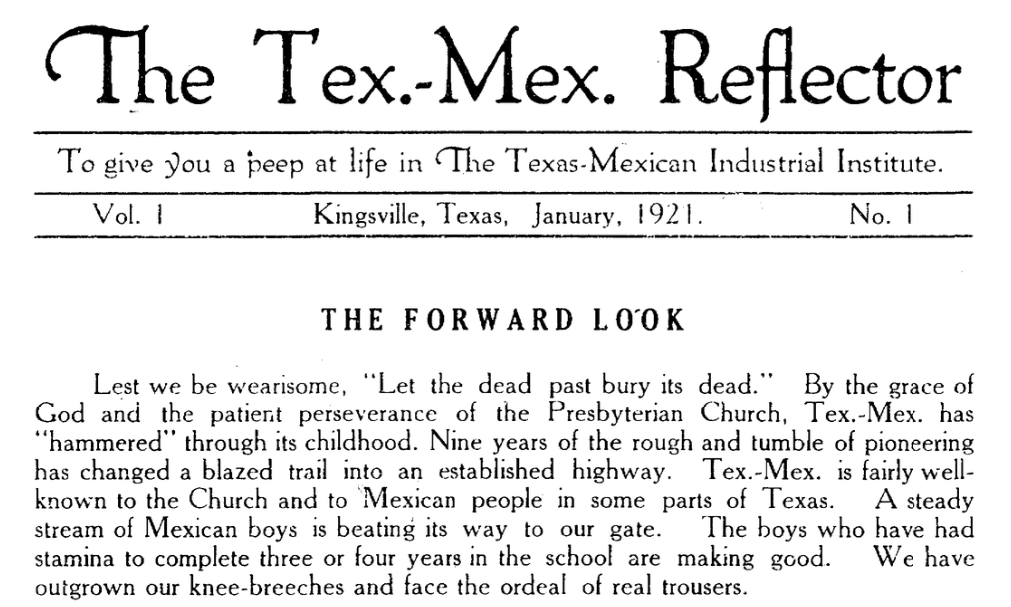 The Tex.-Mex. Reflector
To give you a peep at life in The Texas-Mexican Industrial Institute.
Vol. 1 Kingsville, Texas, January, 1921. No. 1
THE FORWARD LOOK
Lest we be wearisome, "Let the dead past bury its dead." By the grace of
God and the patient perseverance of the Presbyterian Church, Tex.-Mex. has
"hammered" through its childhood. Nine years of the rough and tumble of pioneering
has changed a blazed trail into an established highway. Tex.-Mex. is fairly well-
known to the Church and to Mexican people in some parts of Texas. A steady
stream of Mexican boys is beating its way to our gate. The boys who have had
stamina to complete three or four years in the school are making good. We have
outgrown our knee-breeches and face the ordeal of real trousers.